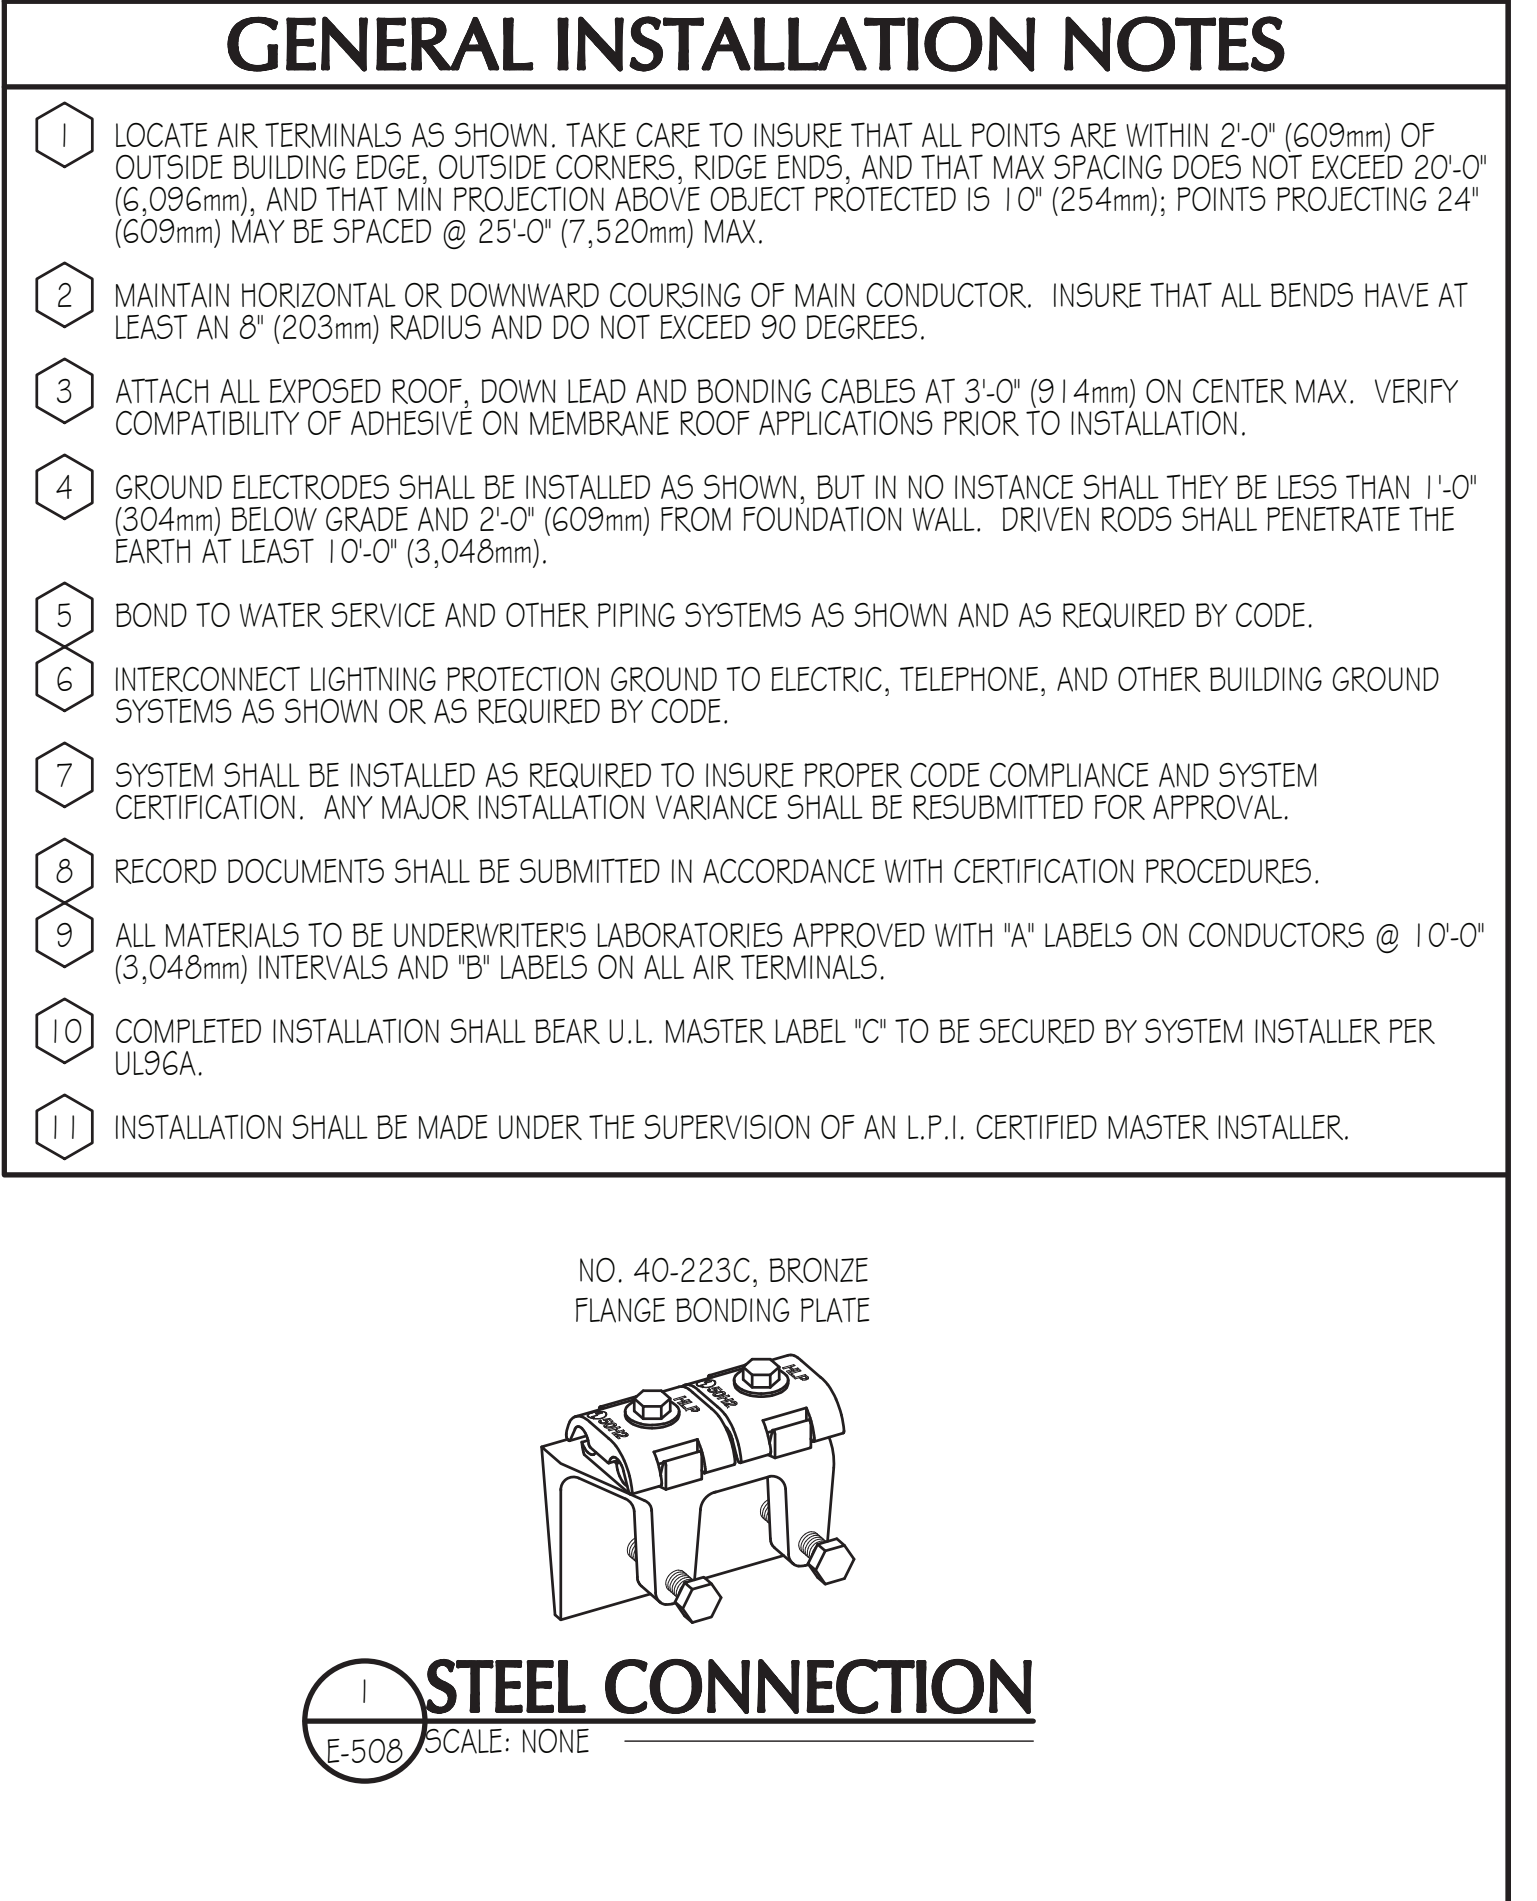 GENERAL INSTALLATION NOTES
1 LOCATE AIR TERMINALS AS SHOWN. TAKE CARE TO INSURE THAT ALL POINTS ARE WITHIN 2'-0" (609mm) OF
OUTSIDE BUILDING EDGE, OUTSIDE CORNERS, RIDGE ENDS, AND THAT MAX SPACING DOES NOT EXCEED 20'-0"
(6,096mm), AND THAT MIN PROJECTION ABOVE OBJECT PROTECTED IS 10" (254mm); POINTS PROJECTING 24"
(609mm) MAY BE SPACED @ 25'-0" (7,520mm) MAX.
2 MAINTAIN HORIZONTAL OR DOWNWARD COURSING OF MAIN CONDUCTOR. INSURE THAT ALL BENDS HAVE AT
LEAST AN 8" (203mm) RADIUS AND DO NOT EXCEED 90 DEGREES.
3 ATTACH ALL EXPOSED ROOF, DOWN LEAD AND BONDING CABLES AT 3'-0" (914mm) ON CENTER MAX. VERIFY
COMPATIBILITY OF ADHESIVE ON MEMBRANE ROOF APPLICATIONS PRIOR TO INSTALLATION.
4 GROUND ELECTRODES SHALL BE INSTALLED AS SHOWN, BUT IN NO INSTANCE SHALL THEY BE LESS THAN 1'-0"
(304mm) BELOW GRADE AND 2'-0" (609mm) FROM FOUNDATION WALL. DRIVEN RODS SHALL PENETRATE THE
EARTH AT LEAST 10'-0" (3,048mm).
5 BOND TO WATER SERVICE AND OTHER PIPING SYSTEMS AS SHOWN AND AS REQUIRED BY CODE.
6 INTERCONNECT LIGHTNING PROTECTION GROUND TO ELECTRIC, TELEPHONE, AND OTHER BUILDING GROUND
SYSTEMS AS SHOWN OR AS REQUIRED BY CODE.
7 SYSTEM SHALL BE INSTALLED AS REQUIRED TO INSURE PROPER CODE COMPLIANCE AND SYSTEM
CERTIFICATION. ANY MAJOR INSTALLATION VARIANCE SHALL BE RESUBMITTED FOR APPROVAL.
8 RECORD DOCUMENTS SHALL BE SUBMITTED IN ACCORDANCE WITH CERTIFICATION PROCEDURES.
9 ALL MATERIALS TO BE UNDERWRITER'S LABORATORIES APPROVED WITH "A" LABELS ON CONDUCTORS @ 10'-0"
(3,048mm) INTERVALS AND "B" LABELS ON ALL AIR TERMINALS.
10 COMPLETED INSTALLATION SHALL BEAR U.L. MASTER LABEL "C" TO BE SECURED BY SYSTEM INSTALLER PER
UL96A.
11 INSTALLATION SHALL BE MADE UNDER THE SUPERVISION OF AN L.P.I. CERTIFIED MASTER INSTALLER.
NO. 40-223C, BRONZE
FLANGE BONDING PLATE
HLP
HLP
1
STEEL CONNECTION
E-508
SCALE: NONE